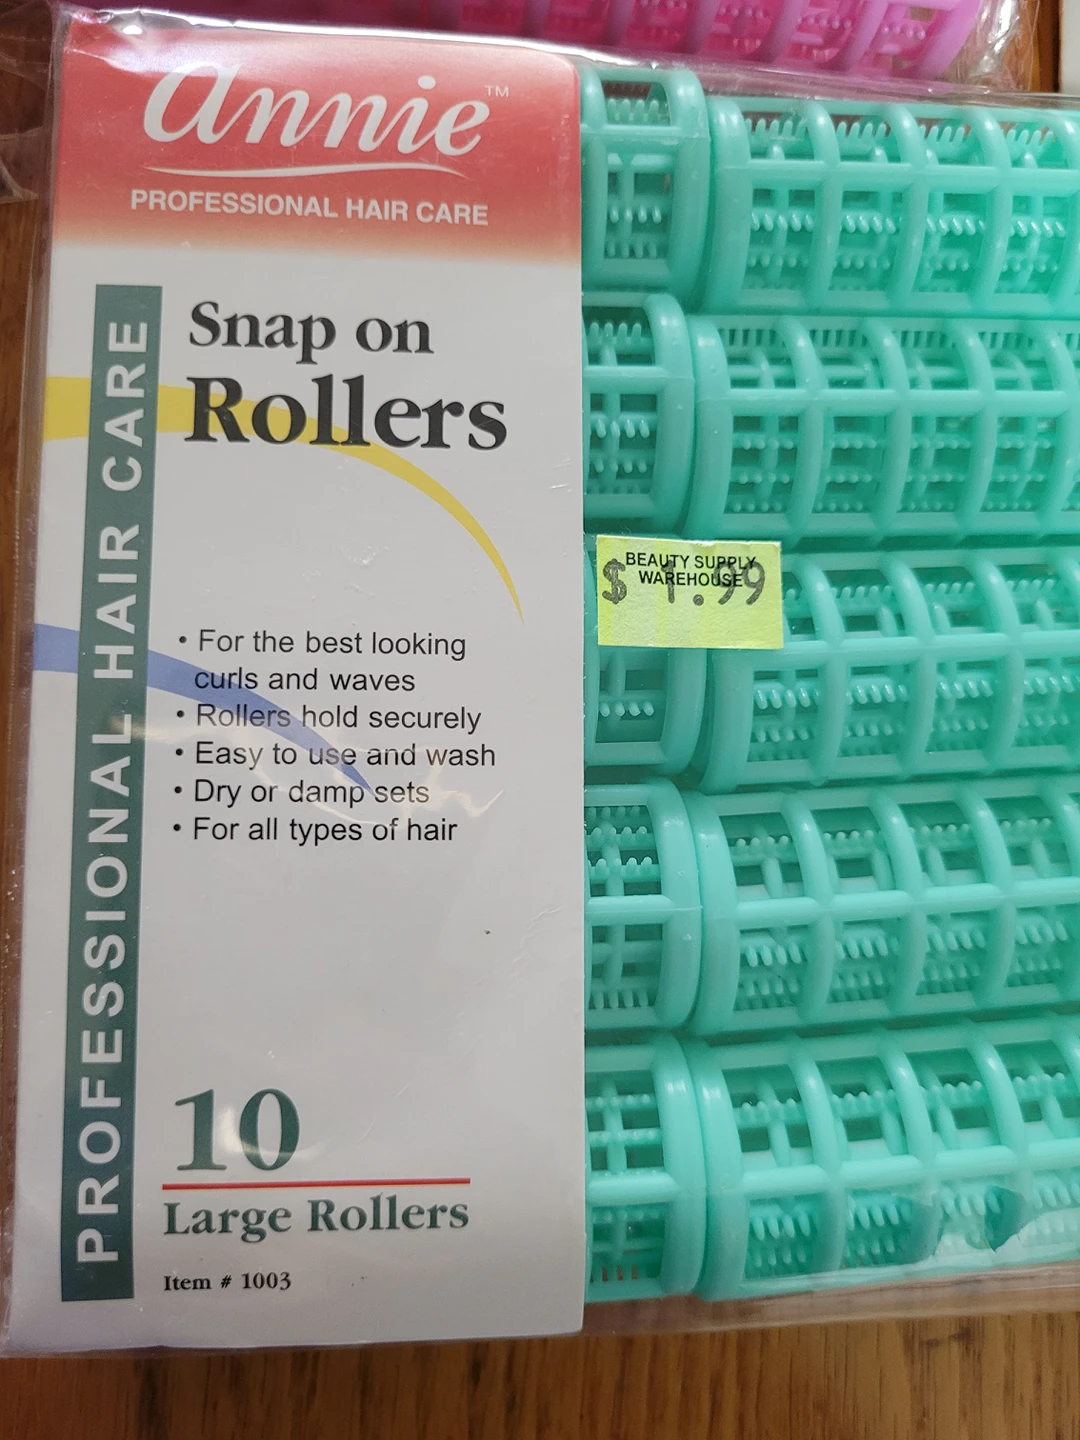 annie™
PROFESSIONAL HAIR CARE
PROFESSIONAL HAIR CARE
Snap on
Rollers
• For the best looking
curls and waves
• Rollers hold securely
• Easy to use and wash
• Dry or damp sets
• For all types of hair
BEAUTY SUPPLY
WAREHOUSE
$ 1.99
10
Large Rollers
Item # 1003